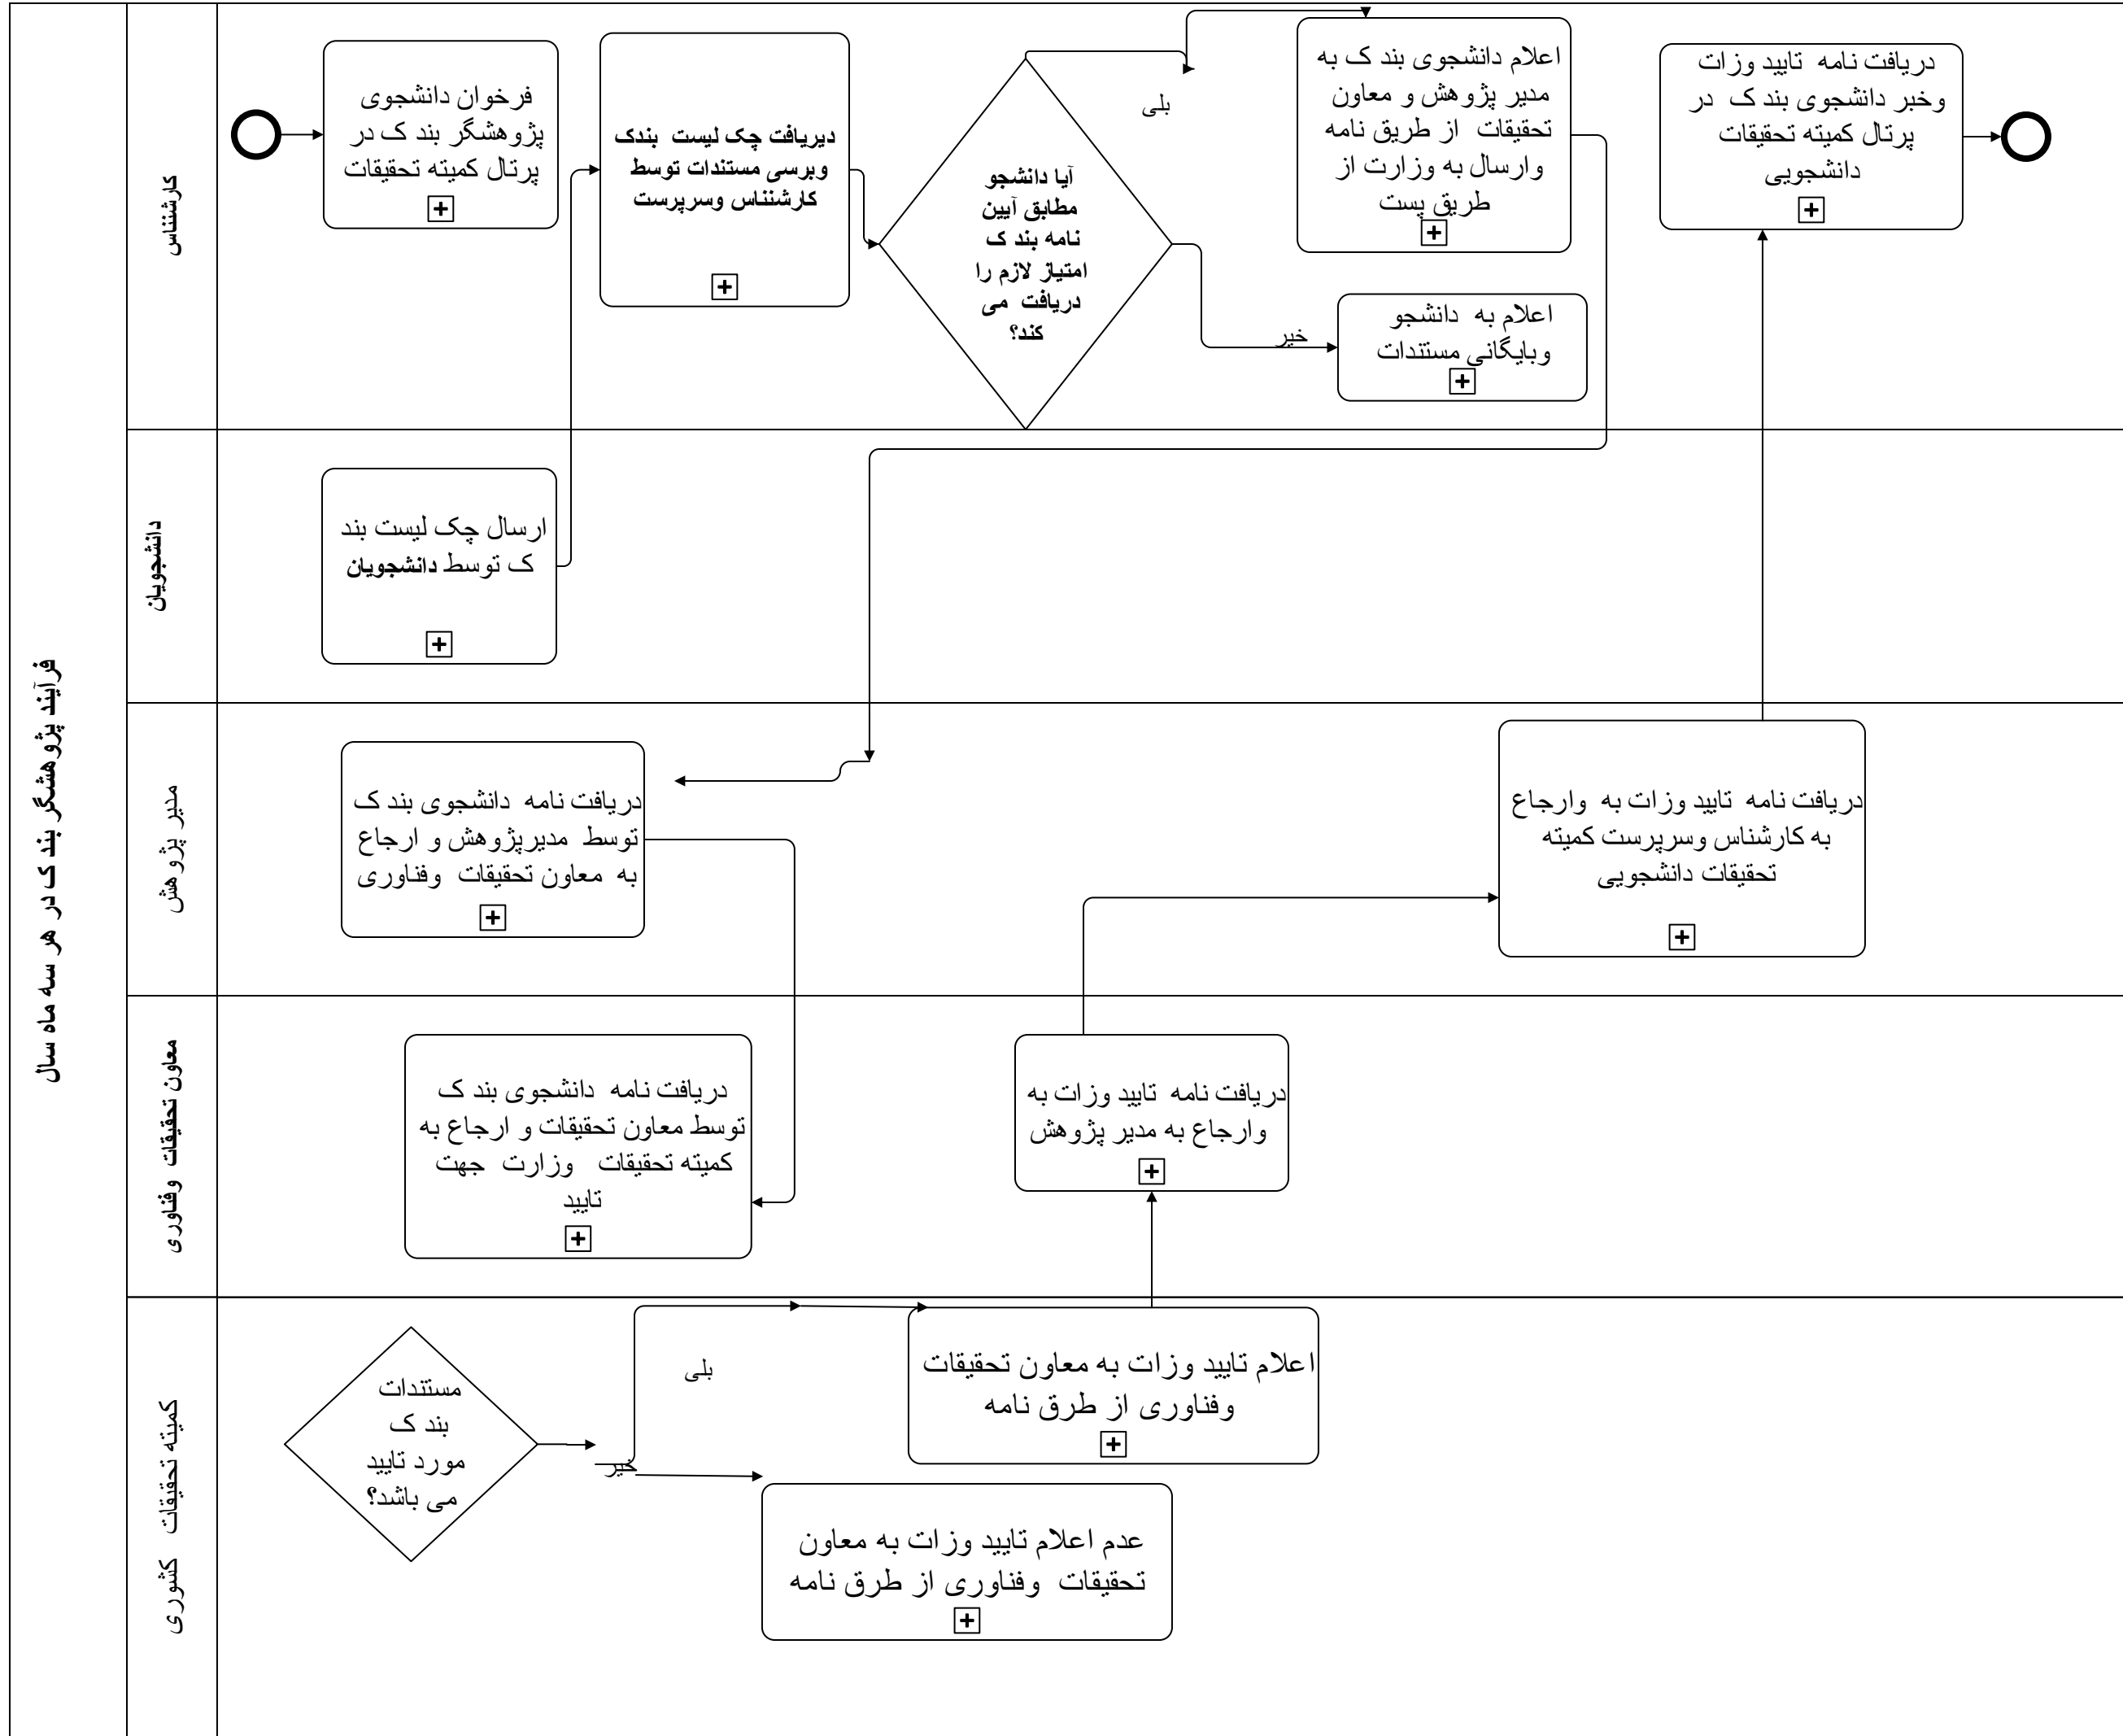 فرآیند پژوهشگر بند ک در هر سه ماه سال
کارشنناس
فرخوان دانشجوی
پژوهشگر بند ک در
پرتال کمیته تحقیقات
دیریافت چک لیست بندک
وبرسی مستندات توسط
کارشنناس وسرپرست
آیا دانشجو
مطابق آیین
نامه بند ک
امتیاز لازم را
دریافت می
کند؟
بلی
خیر
اعلام دانشجوی بند ک به
مدیر پژوهش و معاون
تحقیقات از طریق نامه
وارسال به وزارت از
طریق پست
اعلام به دانشجو
وبایگانی مستندات
دریافت نامه تایید وزات
وخبر دانشجوی بند ک در
پرتال کمیته تحقیقات
دانشجویی
دانشجویان
ارسال چک لیست بند
ک توسط دانشجویان
مدیر پژوهش
دریافت نامه دانشجوی بند ک
توسط مدیرپژوهش و ارجاع
به معاون تحقیقات وفناوری
دریافت نامه تایید وزات به وارجاع
به کارشناس وسرپرست کمیته
تحقیقات دانشجویی
معاون تحقیقات وفناوری
دریافت نامه دانشجوی بند ک
توسط معاون تحقیقات و ارجاع به
کمیته تحقیقات وزارت جهت
تایید
دریافت نامه تایید وزات به
وارجاع به مدیر پژوهش
کمیته تحقیقات کشوری
مستندات
بند ک
مورد تایید
می باشد؟
بلی
خیر
اعلام تایید وزات به معاون تحقیقات
وفناوری از طرق نامه
عدم اعلام تایید وزات به معاون
تحقیقات وفناوری از طرق نامه